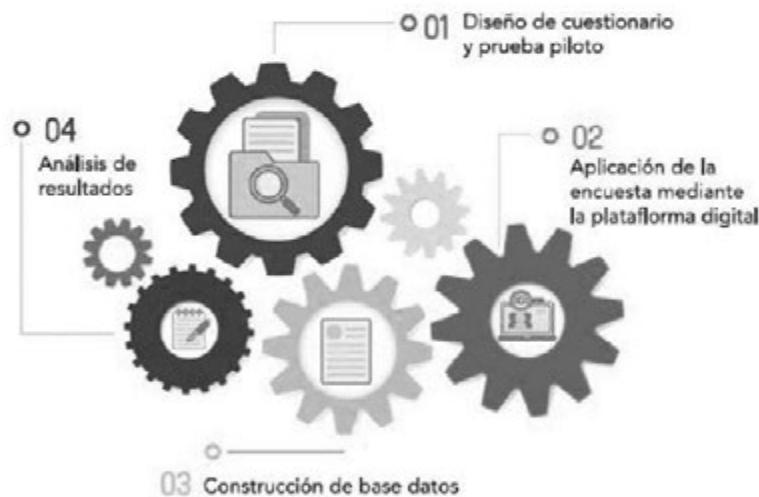 01 Diseño de cuestionario
y prueba piloto
02
Aplicación de la
encuesta mediante
la plataflorma digital
03 Construcción de base datos
04
Análisis de
resultados